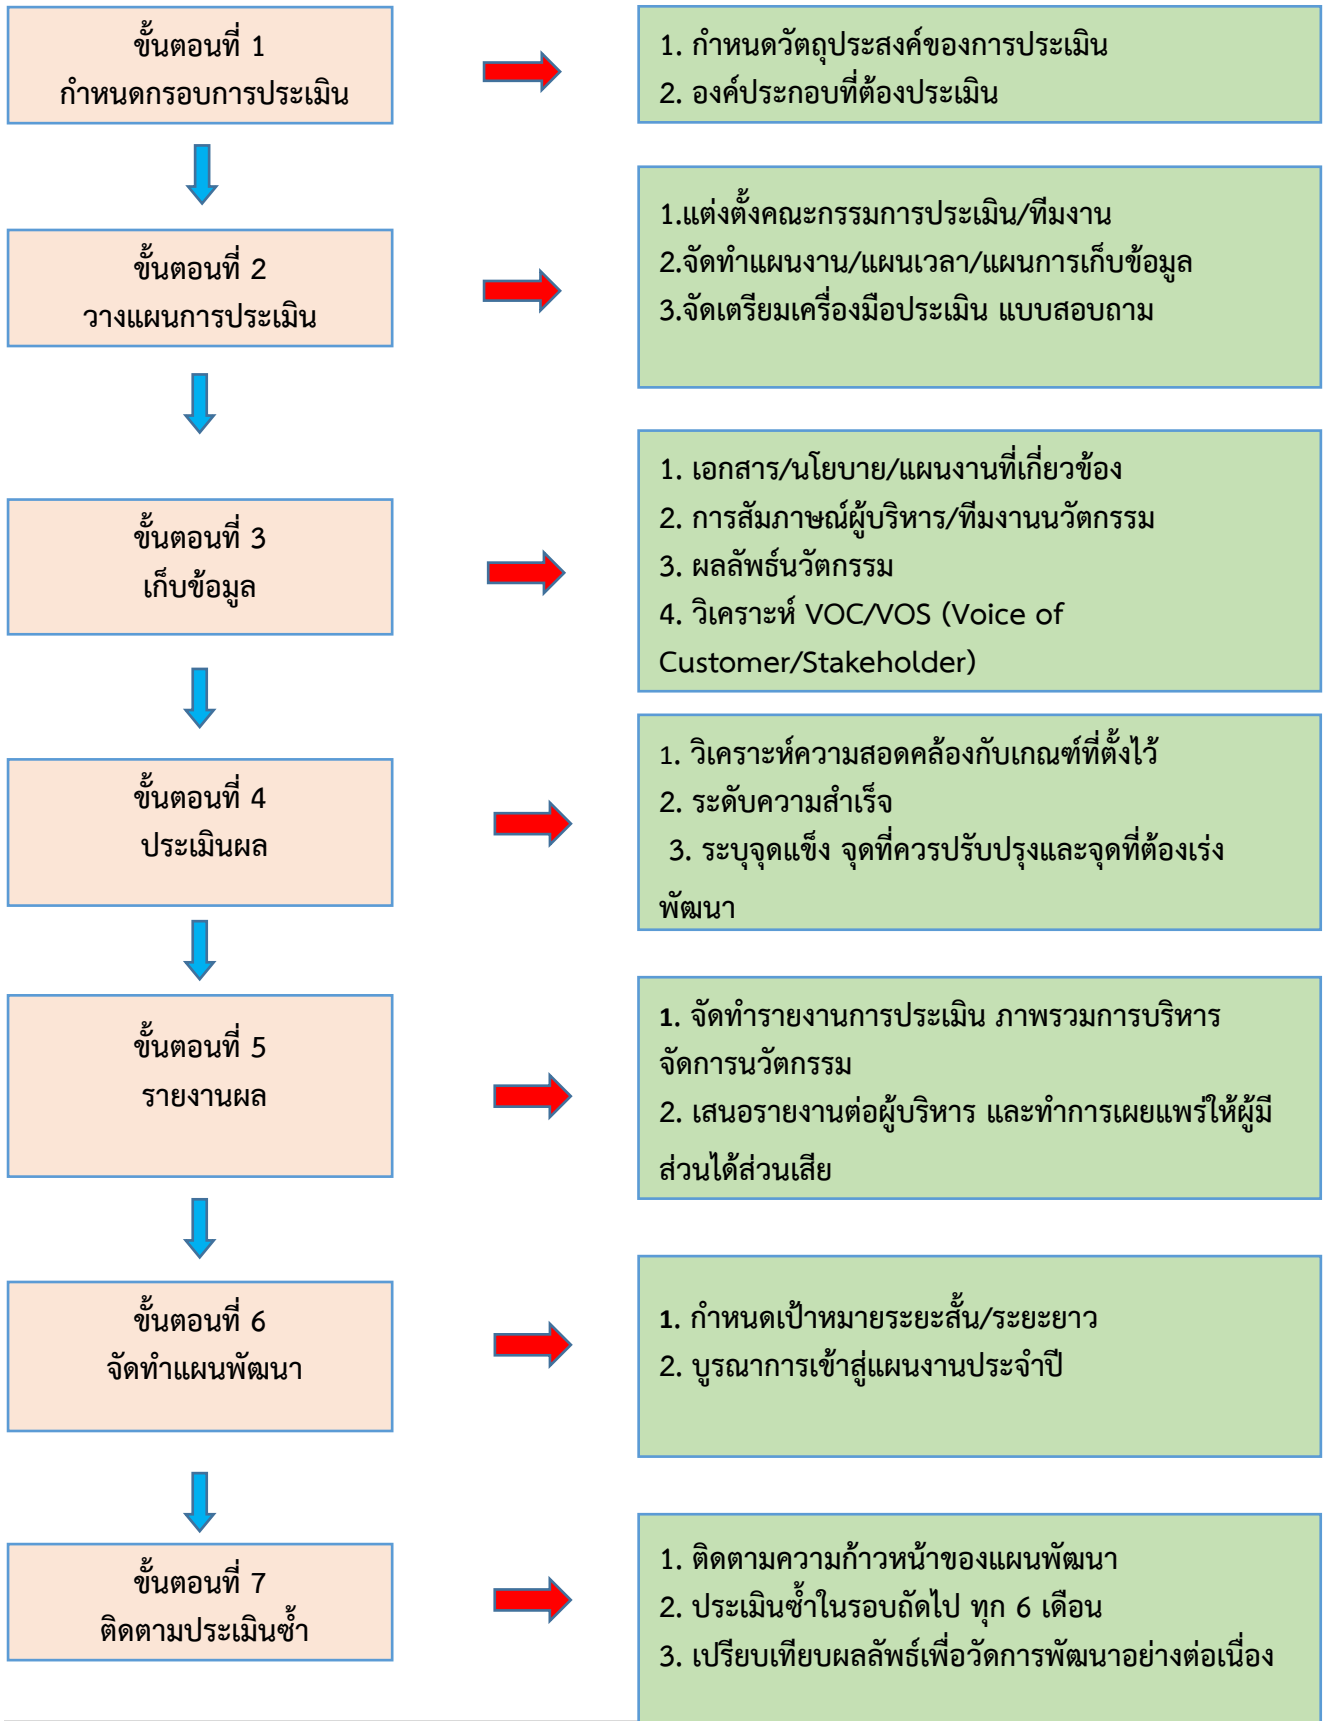 ขั้นตอนที่ 1
กำหนดกรอบการประเมิน
1. กำหนดวัตถุประสงค์ของการประเมิน
2. องค์ประกอบที่ต้องประเมิน
ขั้นตอนที่ 2
วางแผนการประเมิน
1.แต่งตั้งคณะกรรมการประเมิน/ทีมงาน
2.จัดทำแผนงาน/แผนเวลา/แผนการเก็บข้อมูล
3.จัดเตรียมเครื่องมือประเมิน แบบสอบถาม
ขั้นตอนที่ 3
เก็บข้อมูล
1. เอกสาร/นโยบาย/แผนงานที่เกี่ยวข้อง
2. การสัมภาษณ์ผู้บริหาร/ทีมงานนวัตกรรม
3. ผลลัพธ์นวัตกรรม
4. วิเคราะห์ VOC/VOS (Voice of
Customer/Stakeholder)
ขั้นตอนที่ 4
ประเมินผล
1. วิเคราะห์ความสอดคล้องกับเกณฑ์ที่ตั้งไว้
2. ระดับความสำเร็จ
3. ระบุจุดแข็ง จุดที่ควรปรับปรุงและจุดที่ต้องเร่ง
พัฒนา
ขั้นตอนที่ 5
รายงานผล
1. จัดทำรายงานการประเมิน ภาพรวมการบริหาร
จัดการนวัตกรรม
2. เสนอรายงานต่อผู้บริหาร และทำการเผยแพร่ให้ผู้มี
ส่วนได้ส่วนเสีย
ขั้นตอนที่ 6
จัดทำแผนพัฒนา
1. กำหนดเป้าหมายระยะสั้น/ระยะยาว
2. บูรณาการเข้าสู่แผนงานประจำปี
ขั้นตอนที่ 7
ติดตามประเมินซ้ำ
1. ติดตามความก้าวหน้าของแผนพัฒนา
2. ประเมินซ้ำในรอบถัดไป ทุก 6 เดือน
3. เปรียบเทียบผลลัพธ์เพื่อวัดการพัฒนาอย่างต่อเนื่อง